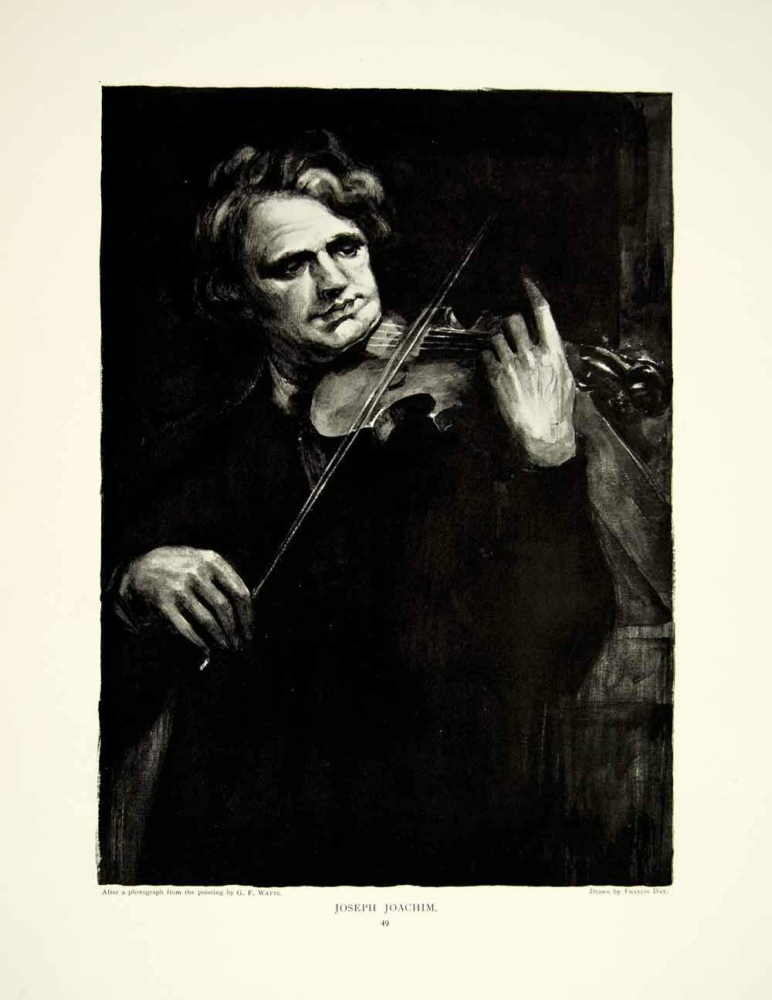 After a photograph from the painting by G. F. Watts.
Drawn by Francis Day.
JOSEPH JOACHIM.
49